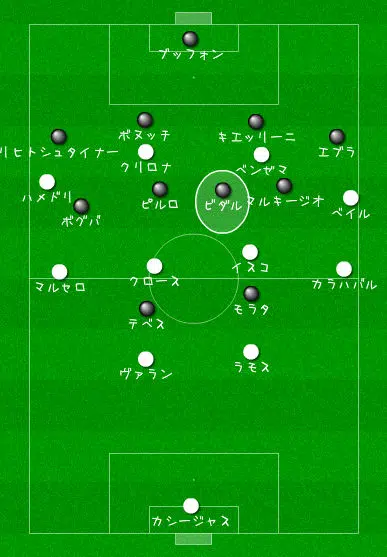 ブッフォン
ボヌッチ
キエッリーニ
リヒトシュタイナー
エブラ
クリロナ
ベンゼマ
ハメドリ
ポグバ
ピルロ
ビダル
マルキージオ
ベイル
マルセロ
クロース
イスコ
カラハバル
テベス
モラタ
ヴァラン
ラモス
カシージャス